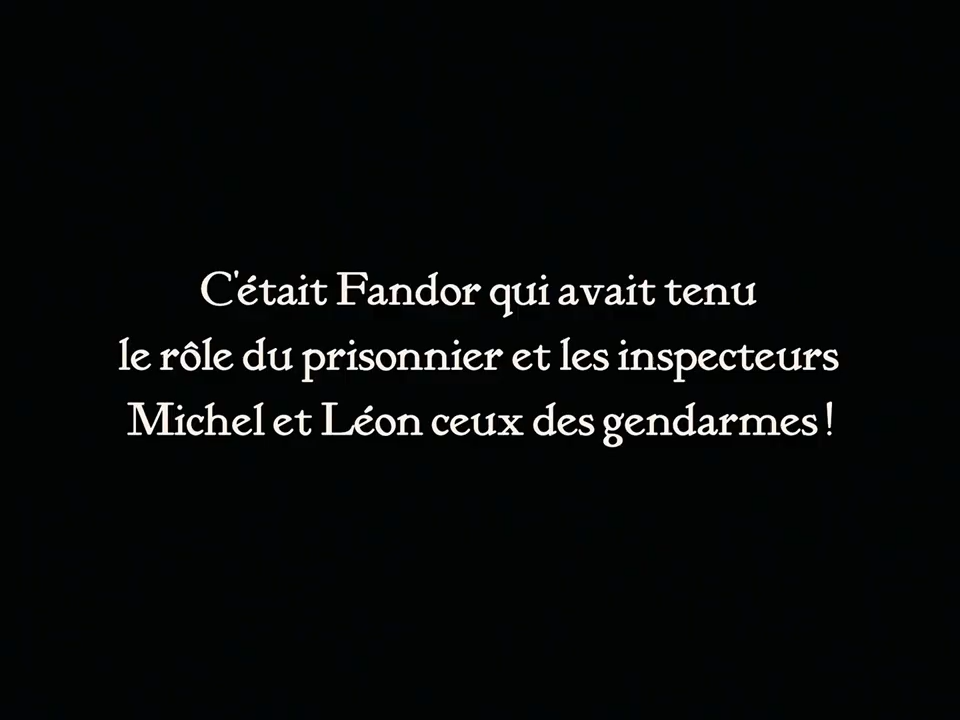 C'était Fandor qui avait tenu
le rôle du prisonnier et les inspecteurs
Michel et Léon ceux des gendarmes !